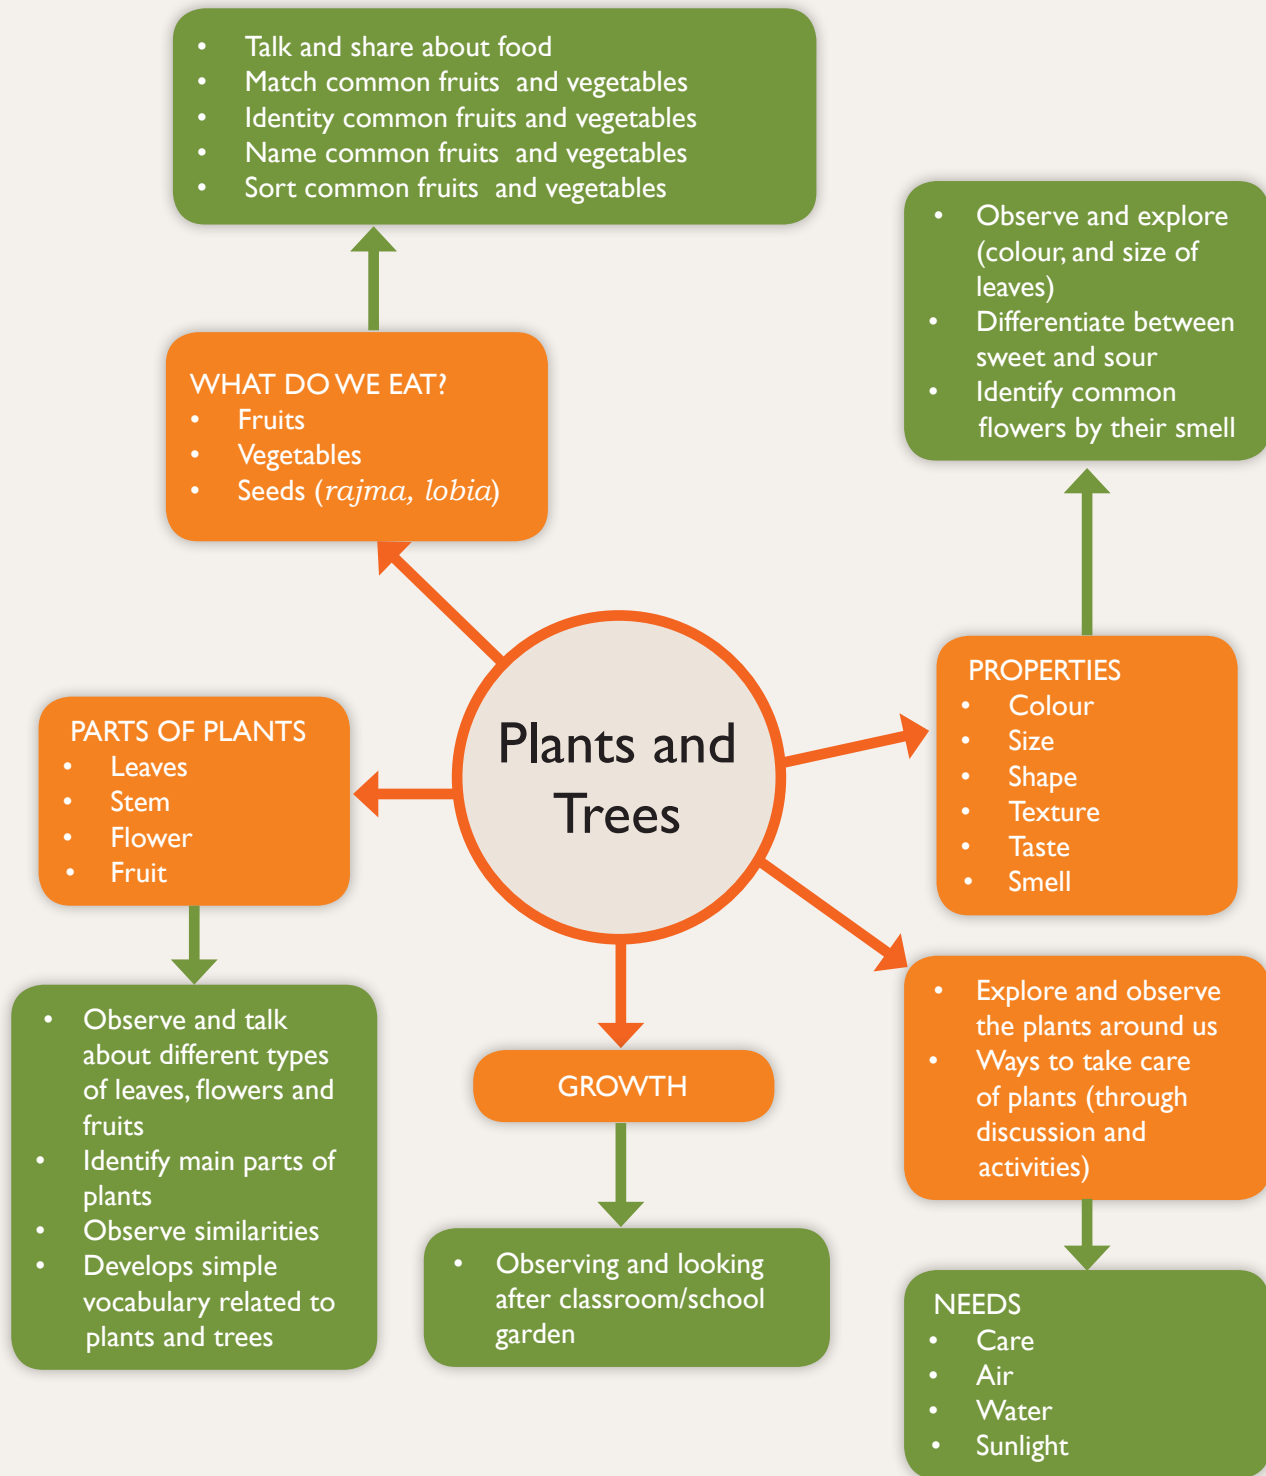 • Talk and share about food
• Match common fruits and vegetables
• Identity common fruits and vegetables
• Name common fruits and vegetables
• Sort common fruits and vegetables
• Observe and explore
(colour, and size of
leaves)
• Differentiate between
sweet and sour
• Identify common
flowers by their smell
WHAT DO WE EAT?
• Fruits
• Vegetables
• Seeds (rajma, lobia)
Plants and
Trees
PROPERTIES
• Colour
• Size
• Shape
• Texture
• Taste
• Smell
PARTS OF PLANTS
• Leaves
• Stem
• Flower
• Fruit
• Observe and talk
about different types
of leaves, flowers and
fruits
• Identify main parts of
plants
• Observe similarities
• Develops simple
vocabulary related to
plants and trees
GROWTH
• Observing and looking
after classroom/school
garden
• Explore and observe
the plants around us
• Ways to take care
of plants (through
discussion and
activities)
NEEDS
• Care
• Air
• Water
• Sunlight